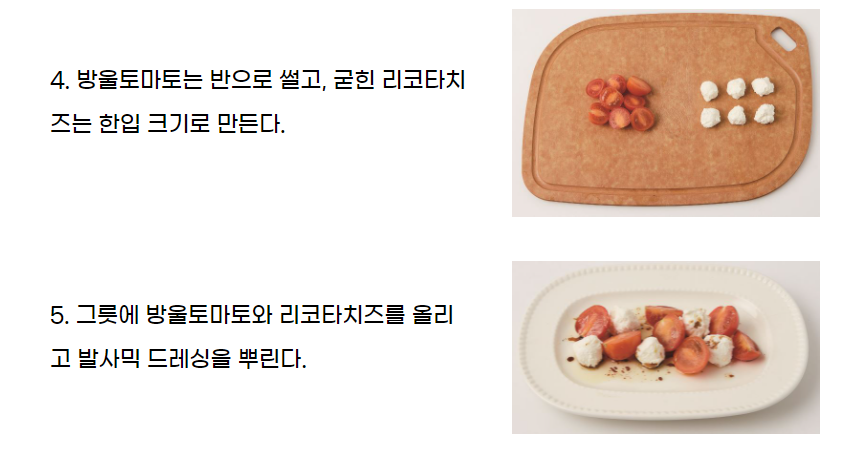 4. 방울토마토는 반으로 썰고, 굳힌 리코타치
즈는 한입 크기로 만든다.
5. 그릇에 방울토마토와 리코타치즈를 올리
고 발사믹 드레싱을 뿌린다.